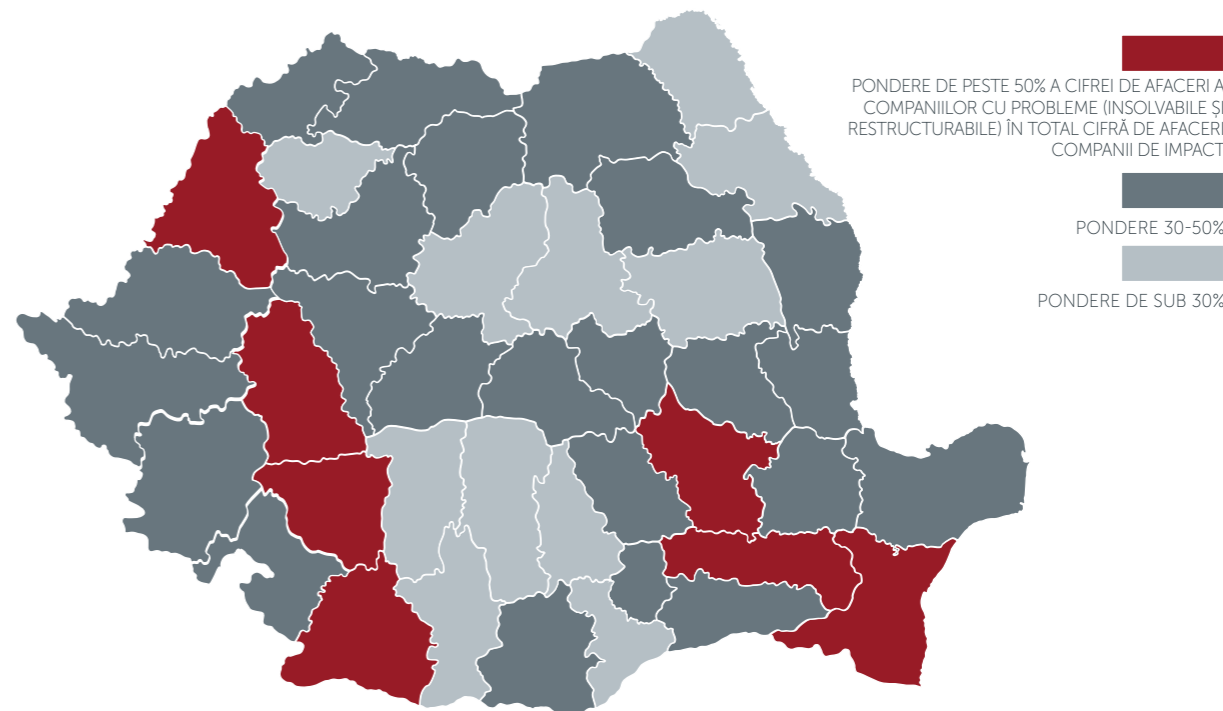 PONDERE DE PESTE 50% A CIFREI DE AFACERI A
COMPANIILOR CU PROBLEME (INSOLVABILE ȘI
RESTRUCTURABILE) ÎN TOTAL CIFRĂ DE AFACERI
COMPANII DE IMPACT
PONDERE 30-50%
PONDERE DE SUB 30%